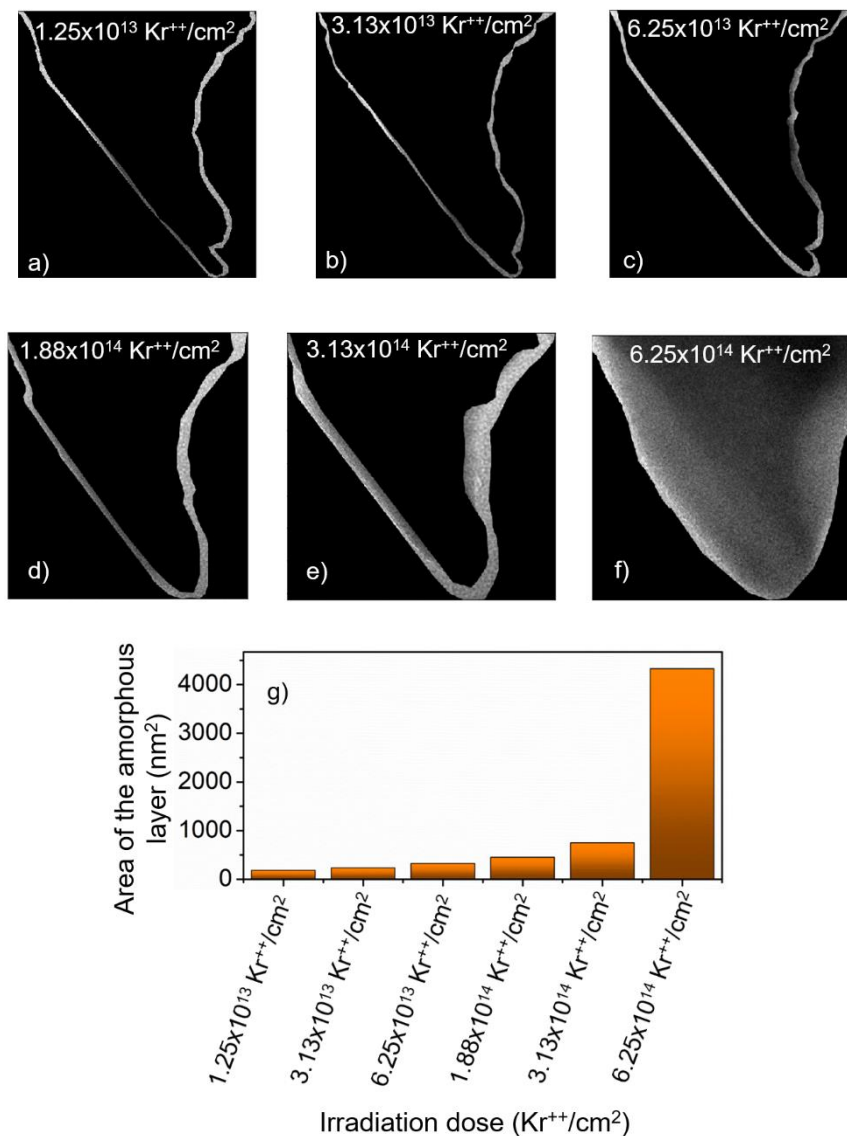 1.25x10¹³ Kr⁺⁺/cm²
a)
3.13x10¹³ Kr⁺⁺/cm²
b)
6.25x10¹³ Kr⁺⁺/cm²
c)
1.88x10¹⁴ Kr⁺⁺/cm²
d)
3.13x10¹⁴ Kr⁺⁺/cm²
e)
6.25x10¹⁴ Kr⁺⁺/cm²
f)
g)
Area of the amorphous
layer (nm²)
4000
3000
2000
1000
0
1.25x10¹³ Kr⁺⁺/cm²
3.13x10¹³ Kr⁺⁺/cm²
6.25x10¹³ Kr⁺⁺/cm²
1.88x10¹⁴ Kr⁺⁺/cm²
3.13x10¹⁴ Kr⁺⁺/cm²
6.25x10¹⁴ Kr⁺⁺/cm²
Irradiation dose (Kr⁺⁺/cm²)